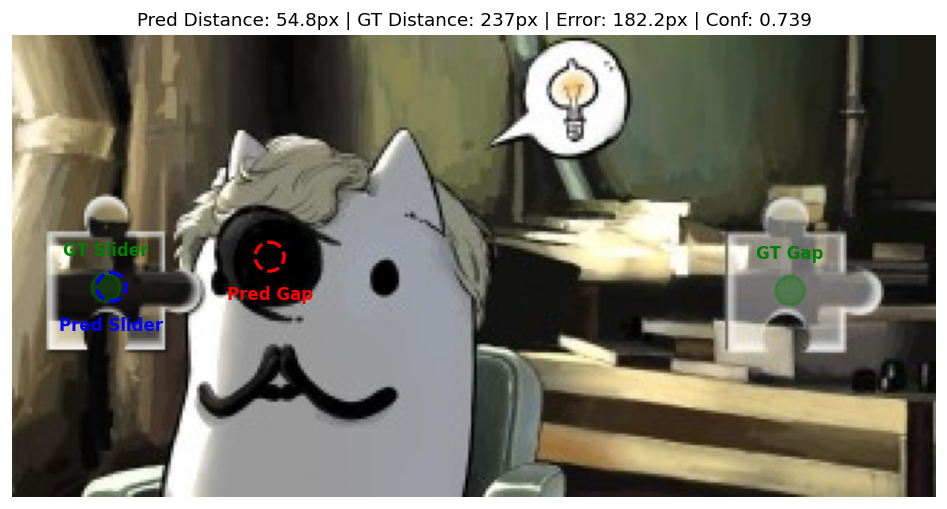 Pred Distance: 54.8px | GT Distance: 237px | Error: 182.2px | Conf: 0.739
GT Slider
GT Gap
Pred Gap
Pred Slider